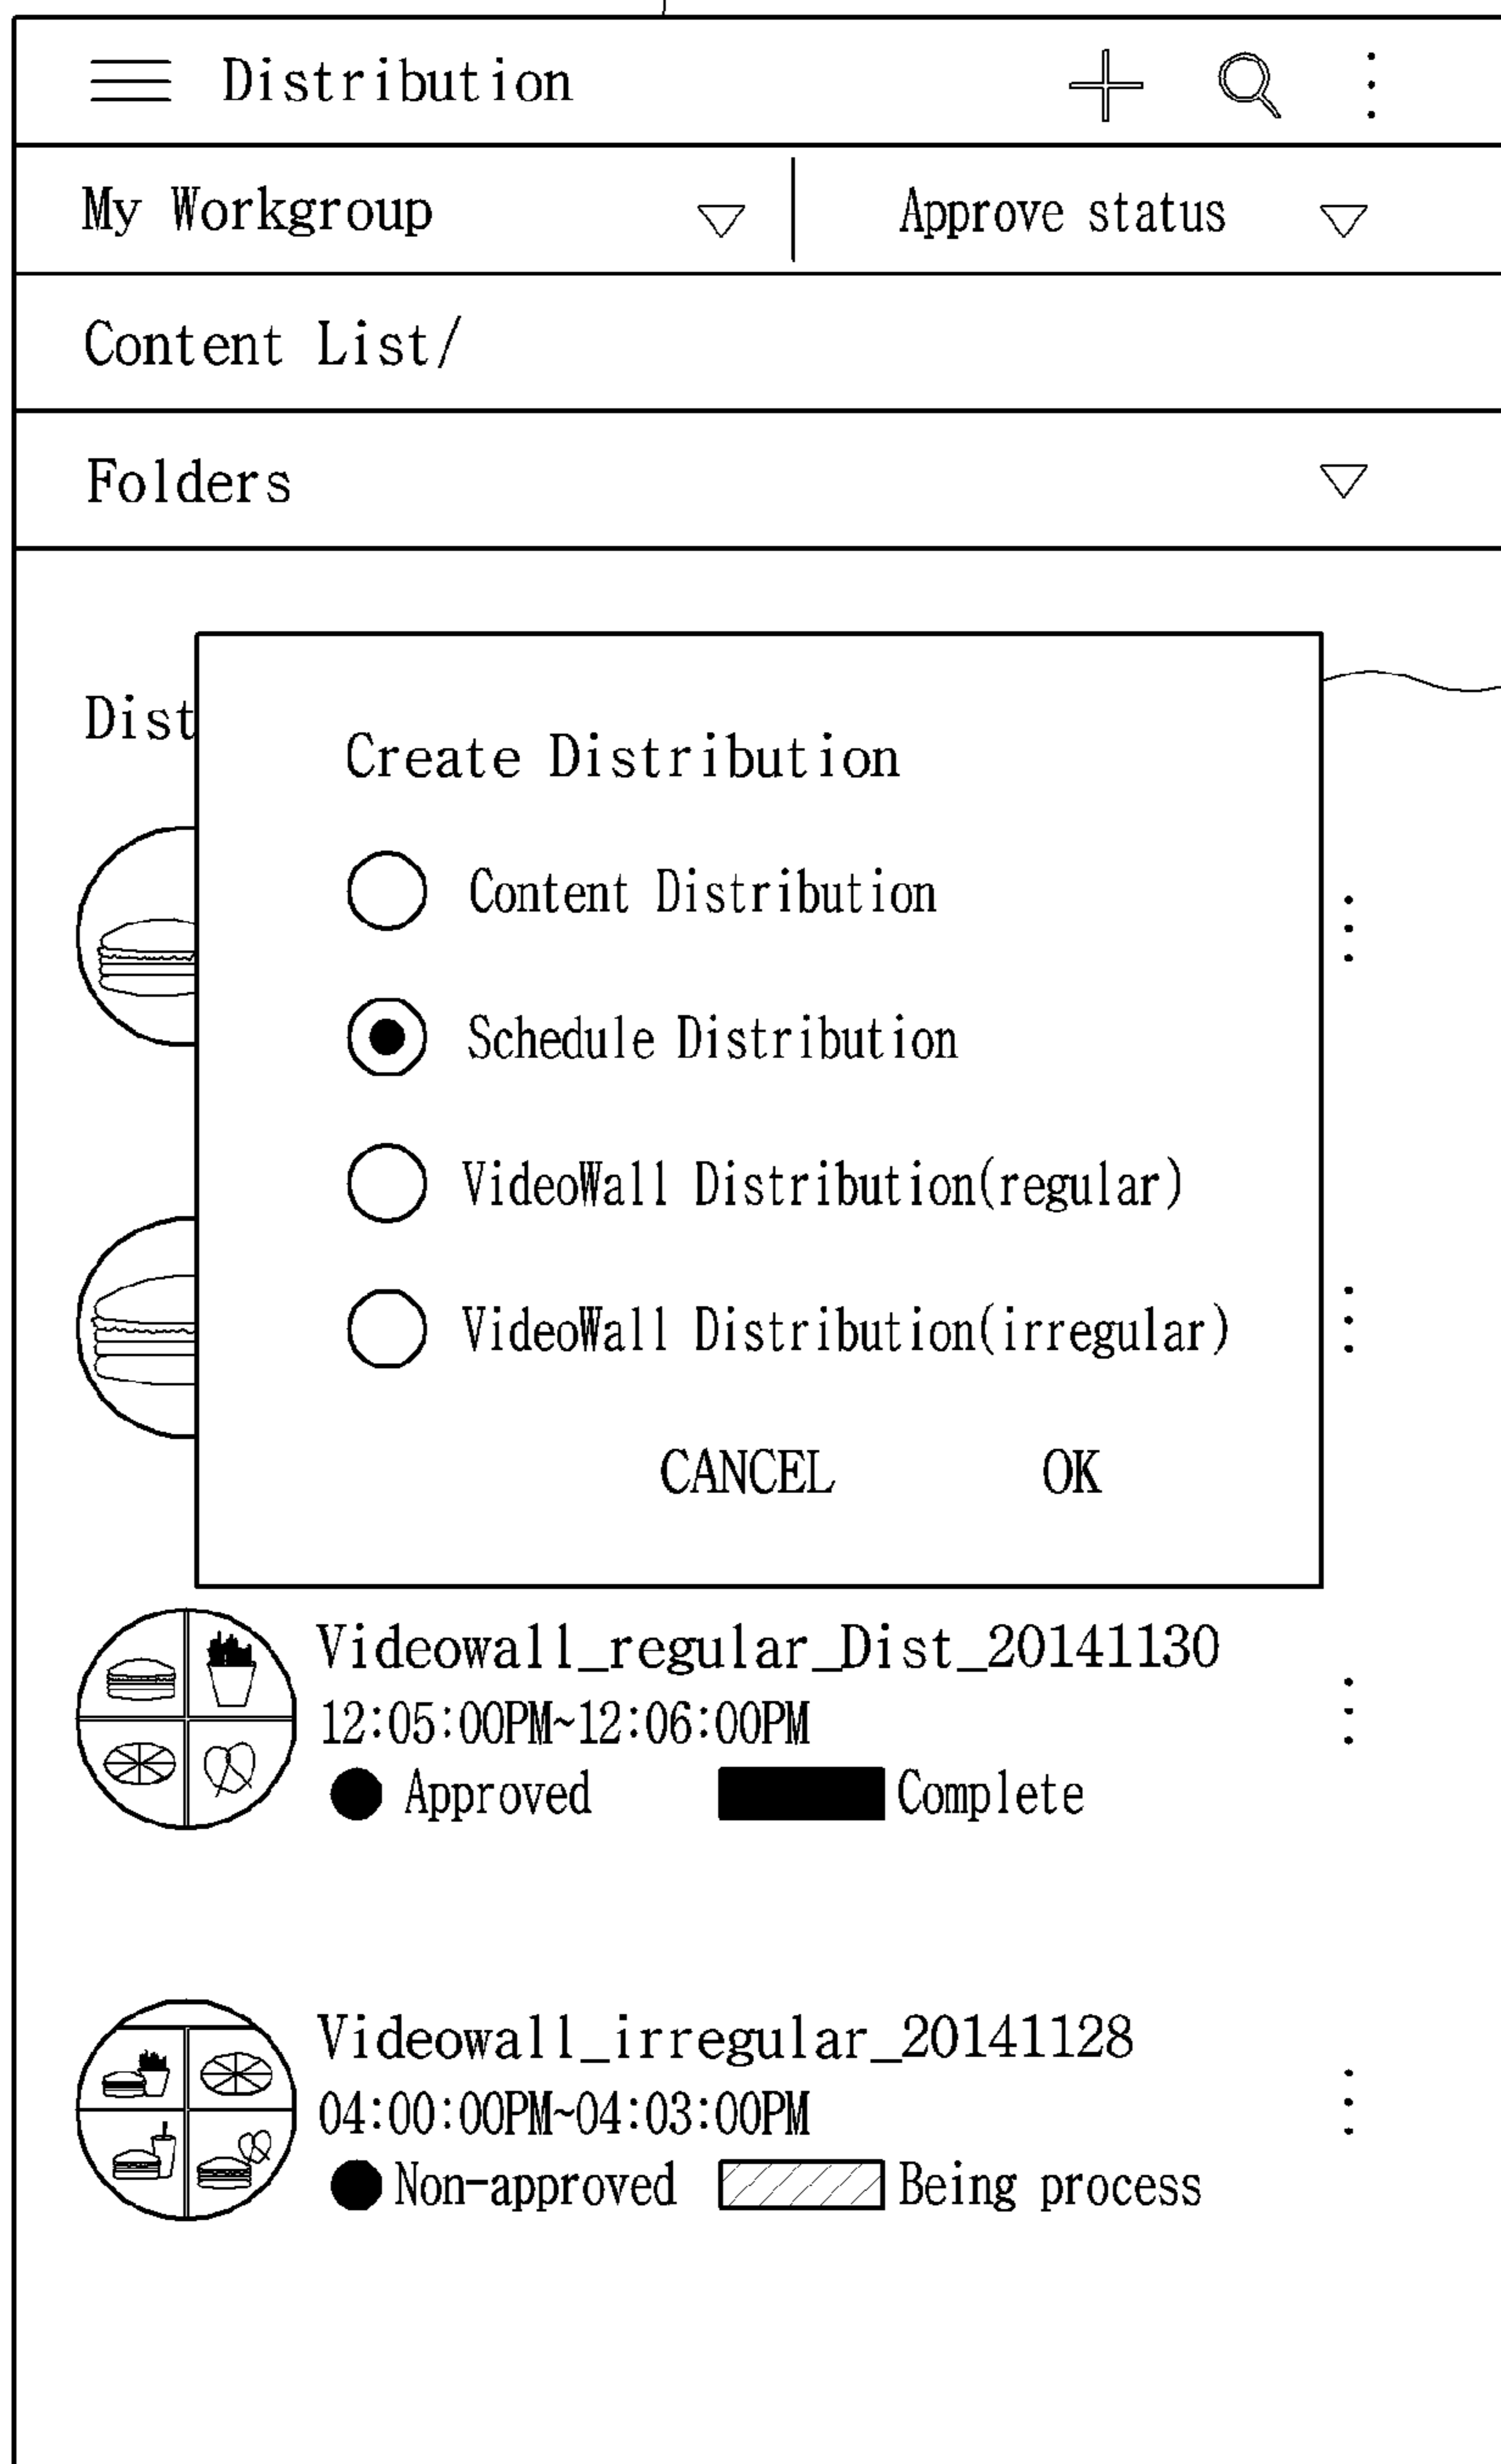 Distribution
My Workgroup Approve status
Content List/
Folders
Dist
Create Distribution
Content Distribution
Schedule Distribution
VideoWall Distribution(regular)
VideoWall Distribution(irregular)
CANCEL OK
Videowall_regular_Dist_20141130
12:05:00PM~12:06:00PM
Approved Complete
Videowall_irregular_20141128
04:00:00PM~04:03:00PM
Non-approved Being process